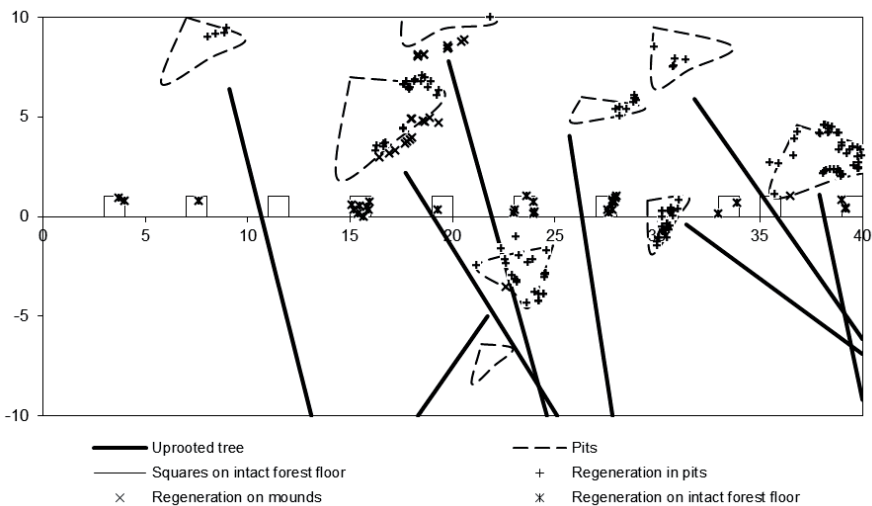 10
5
0
0 5 10 15 20 25 30 35 40
-5
-10
Uprooted tree Pits
Squares on intact forest floor Regeneration in pits
Regeneration on mounds Regeneration on intact forest floor